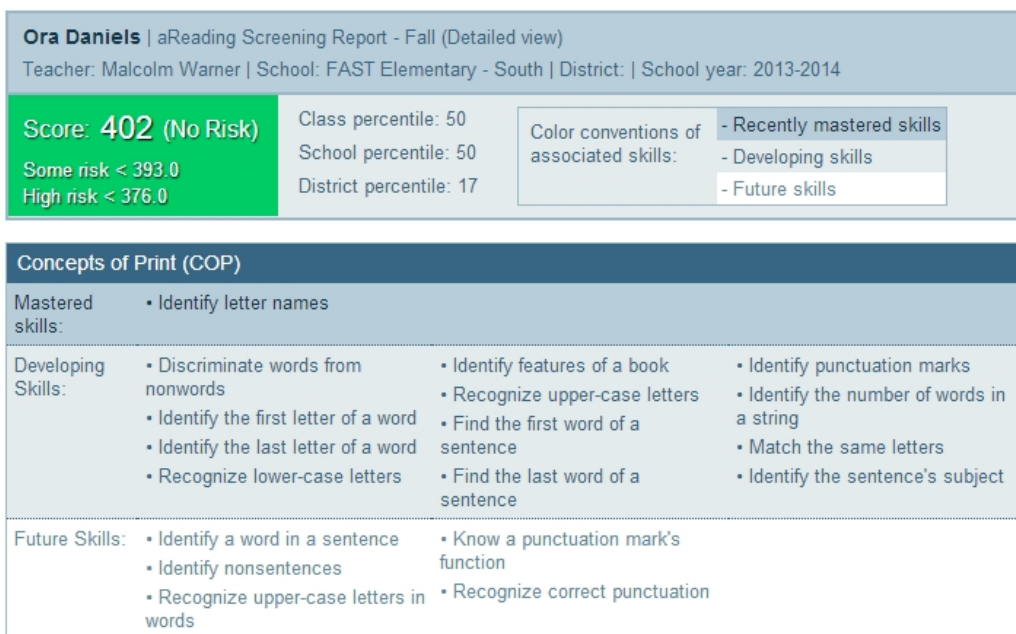 Ora Daniels | aReading Screening Report - Fall (Detailed view)
Teacher: Malcolm Warner | School: FAST Elementary - South | District: | School year: 2013-2014
Score: 402 (No Risk)
Some risk < 393.0
High risk < 376.0
Class percentile: 50
School percentile: 50
District percentile: 17
Color conventions of
associated skills:
- Recently mastered skills
- Developing skills
- Future skills
Concepts of Print (COP)
Mastered
skills:
• Identify letter names
Developing
Skills:
• Discriminate words from
nonwords
• Identify the first letter of a word
• Identify the last letter of a word
• Recognize lower-case letters
• Identify features of a book
• Recognize upper-case letters
• Find the first word of a
sentence
• Find the last word of a
sentence
• Identify punctuation marks
• Identify the number of words in
a string
• Match the same letters
• Identify the sentence's subject
Future Skills:
• Identify a word in a sentence
• Identify nonsentences
• Recognize upper-case letters in
words
• Know a punctuation mark's
function
• Recognize correct punctuation